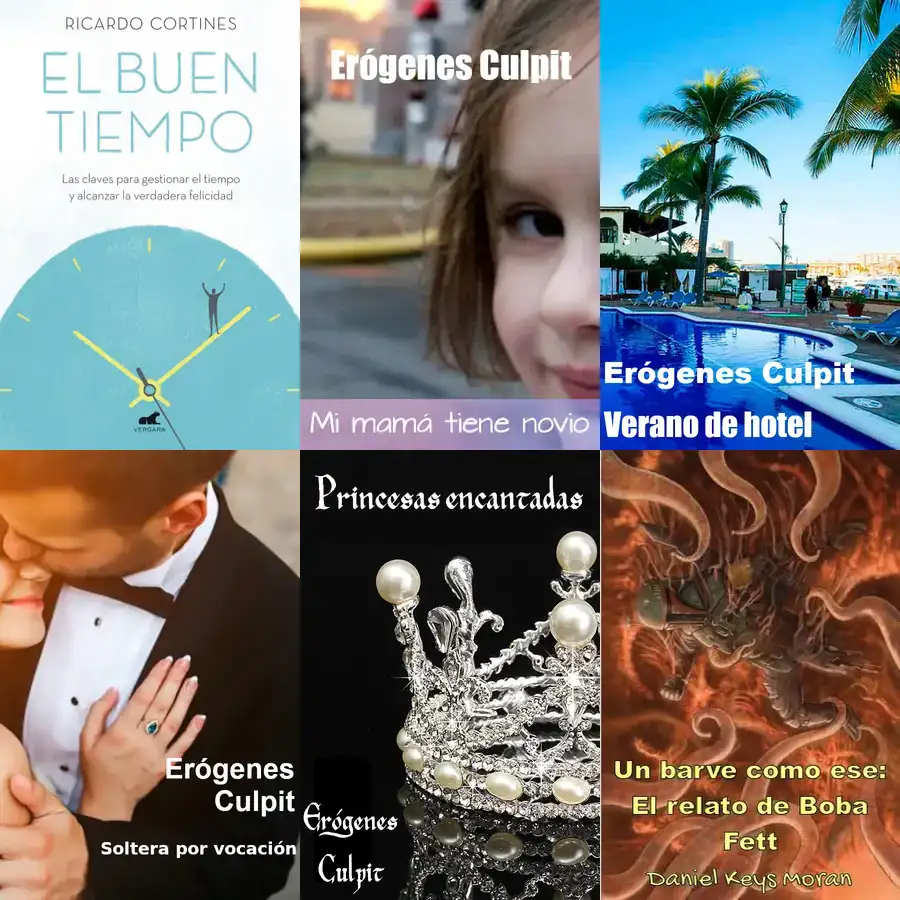 RICARDO CORTINES
EL BUEN
TIEMPO
Las claves para gestionar el tiempo
y alcanzar la verdadera felicidad
VERGARA
Erógenes Culpit
Mi mamá tiene novio
Erógenes Culpit
Verano de hotel
Erógenes
Culpit
Soltera por vocación
Princesas encantadas
Erógenes
Culpit
Un barve como ese:
El relato de Boba
Fett
Daniel Keys Moran